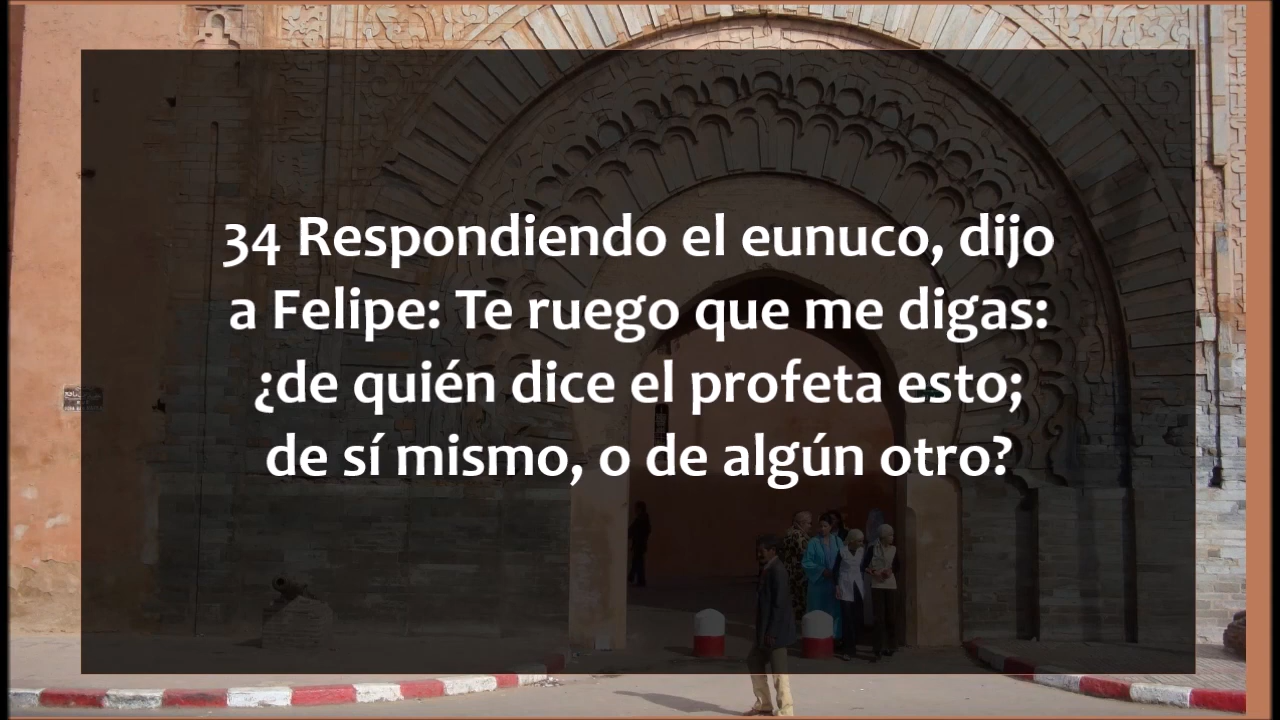 34 Respondiendo el eunuco, dijo
a Felipe: Te ruego que me digas:
¿de quién dice el profeta esto;
de sí mismo, o de algún otro?